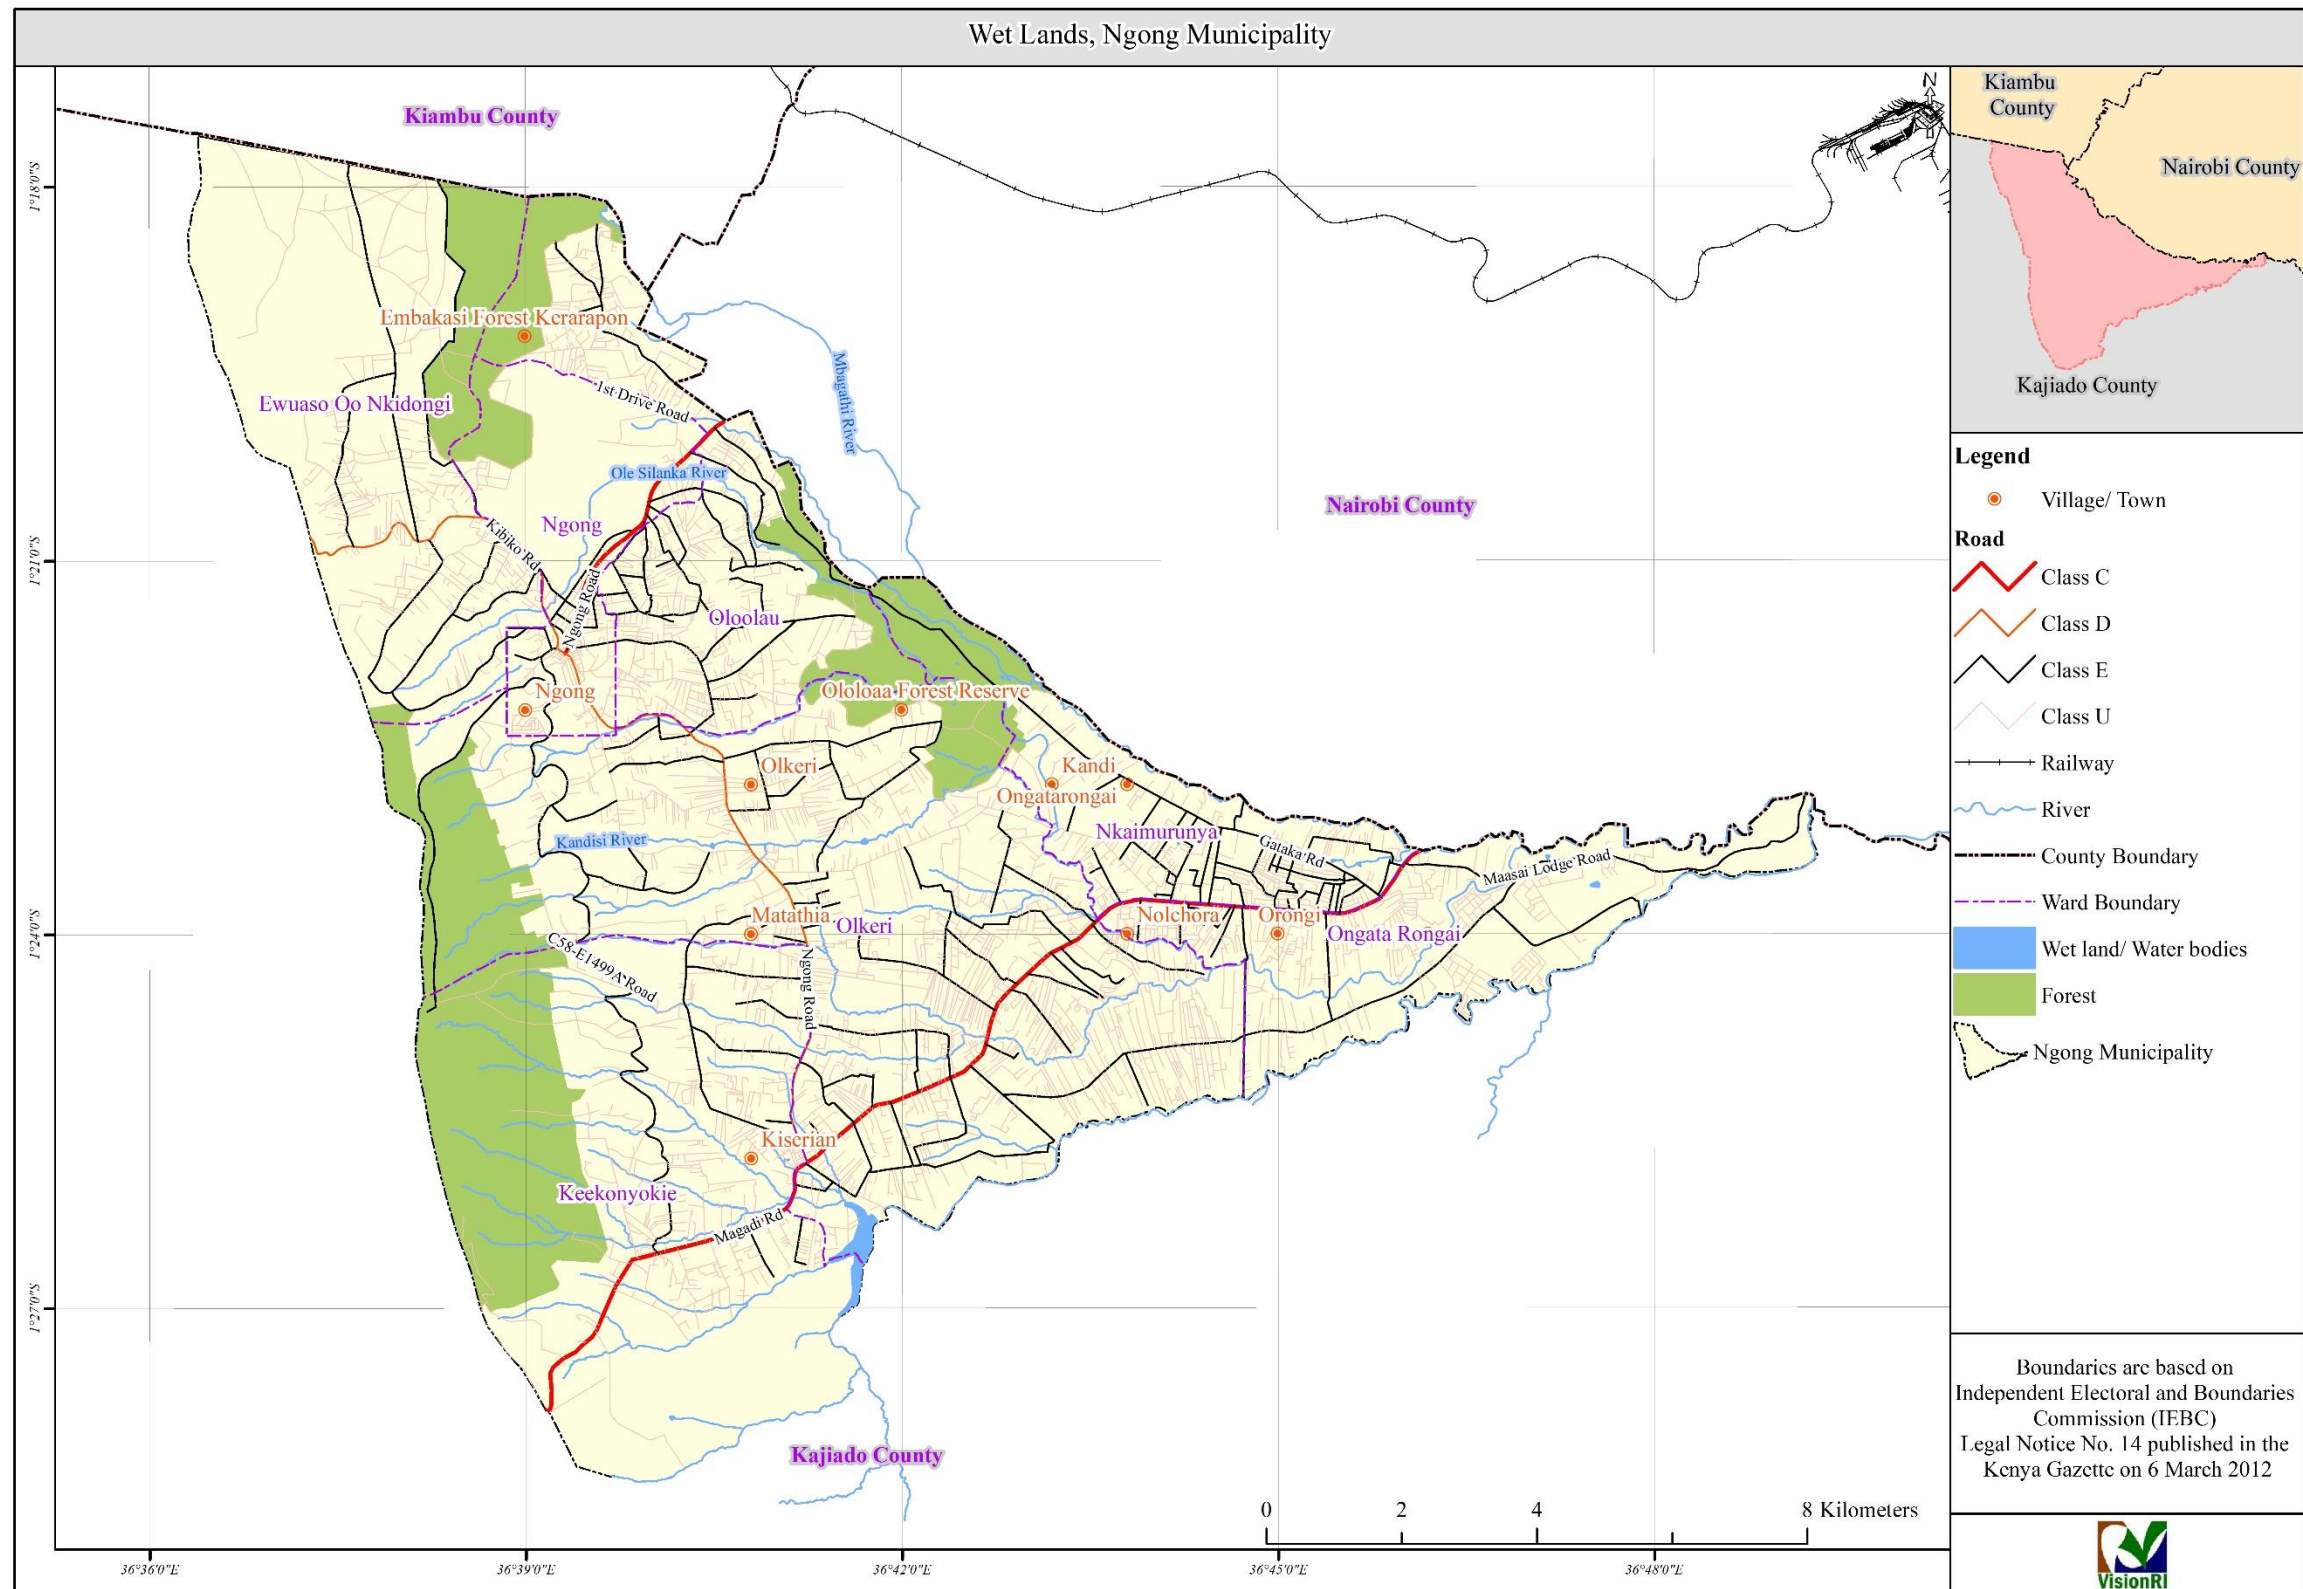 Wet Lands, Ngong Municipality
Kiambu County
Nairobi County
Kajiado County
Embakasi Forest Kerarapon
Ewuaso Oo Nkidongi
1st Drive Road
Mbagathi River
Ole Silanka River
Ngong
Kibiko Rd
Ngong Road
Oloolau
Ngong
Ololoaa Forest Reserve
Olkeri
Kandi
Ongatarongai
Nkaimurunya
Kandisi River
Gataka Rd
Maasai Lodge Road
Matathia
Olkeri
Nolchora
Orongi
Ongata Rongai
C58-E1499A Road
Ngong Road
Kiserian
Keekonyokie
Magadi Rd
1°18'0"S
1°21'0"S
1°24'0"S
1°27'0"S
36°36'0"E
36°39'0"E
36°42'0"E
36°45'0"E
36°48'0"E
0 2 4 8 Kilometers
N
Kiambu
County
Nairobi County
Kajiado County
Legend
Village/ Town
Road
Class C
Class D
Class E
Class U
Railway
River
County Boundary
Ward Boundary
Wet land/ Water bodies
Forest
Ngong Municipality
Boundaries are based on
Independent Electoral and Boundaries
Commission (IEBC)
Legal Notice No. 14 published in the
Kenya Gazette on 6 March 2012
VisionRI